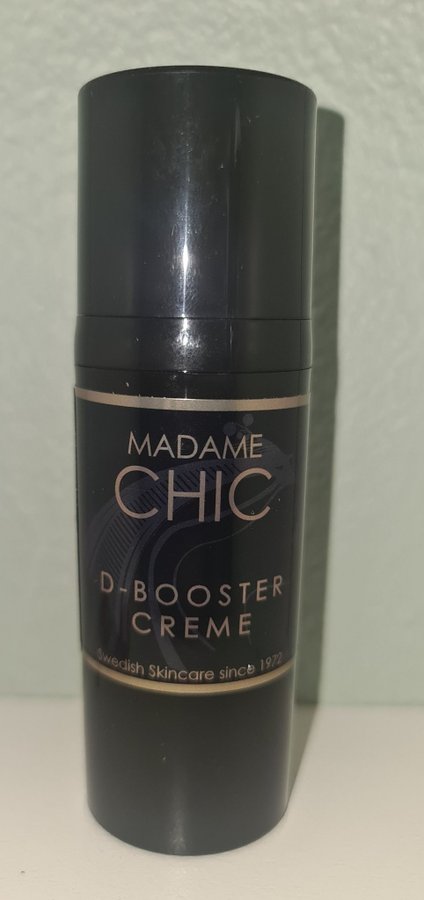 MADAME
CHIC
D-BOOSTER
CREME
Swedish Skincare since 1972